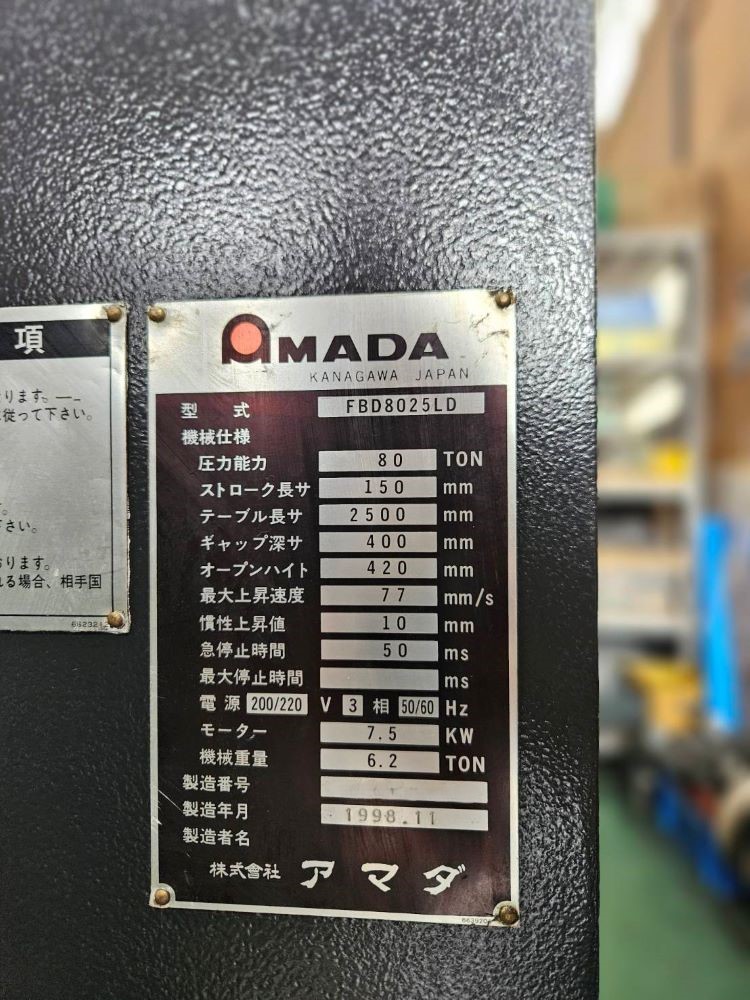 項
ります。
従って下さい。
さい。
ります。
る場合、相手国
AMADA
KANAGAWA JAPAN
型式 FBD8025LD
機械仕様
圧力能力 80 TON
ストローク長サ 150 mm
テーブル長サ 2500 mm
ギャップ深サ 400 mm
オープンハイト 420 mm
最大上昇速度 77 mm/s
慣性上昇値 10 mm
急停止時間 50 ms
最大停止時間 ms
電源 200/220 V 3 相 50/60 Hz
モーター 7.5 KW
機械重量 6.2 TON
製造番号
製造年月 1998.11
製造者名
株式會社 アマダ